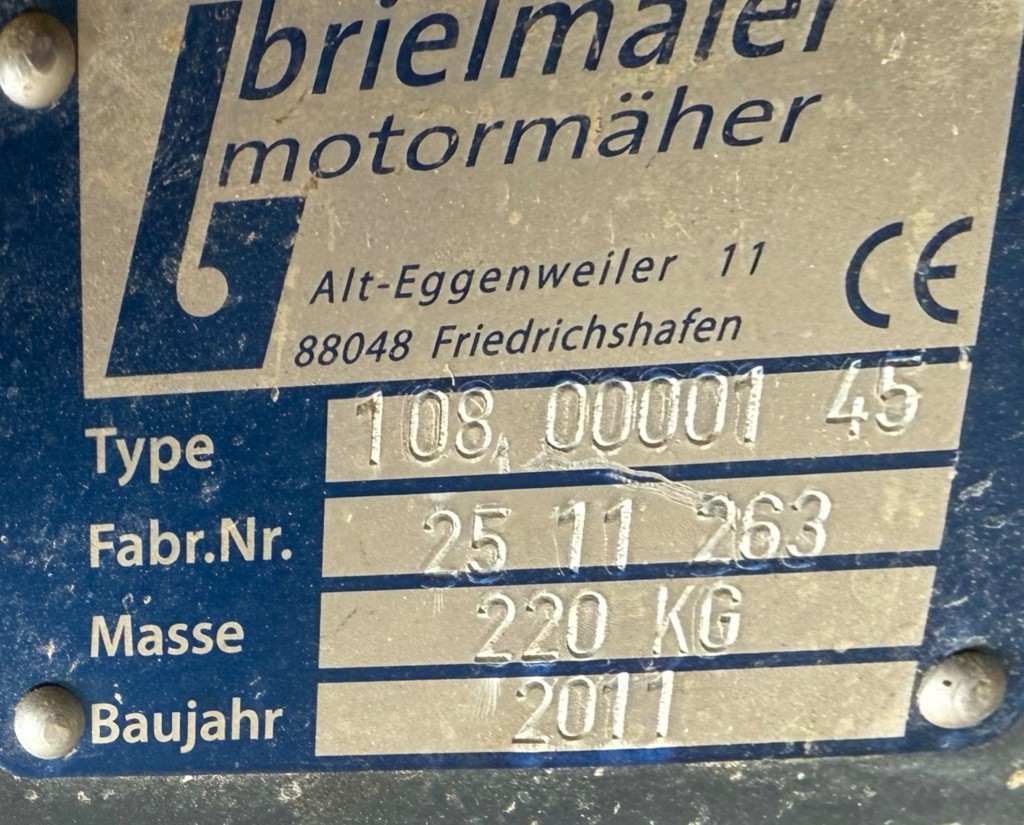 brielmaier
motormäher
Alt-Eggenweiler 11
88048 Friedrichshafen
CE
Type 108,00001 45
Fabr.Nr. 25 11 263
Masse 220 KG
Baujahr 2011